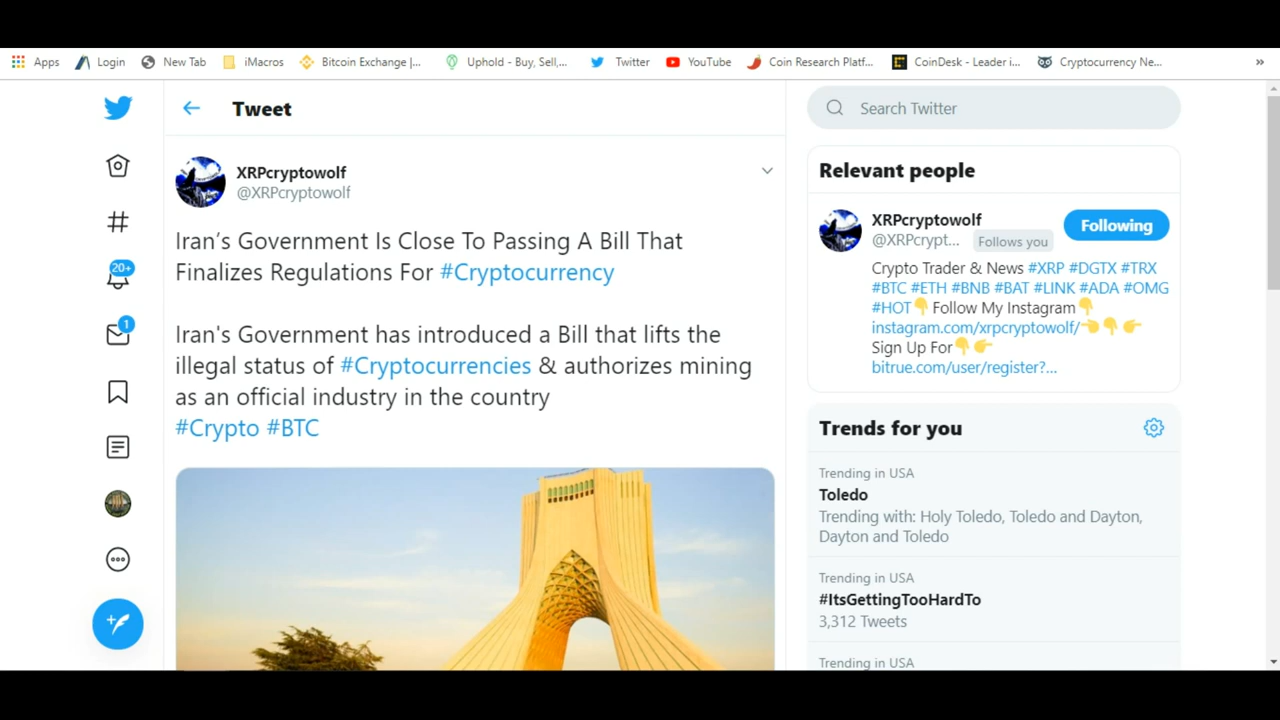 Apps Login New Tab iMacros Bitcoin Exchange |... Uphold - Buy, Sell,... Twitter YouTube Coin Research Platf... CoinDesk - Leader i... Cryptocurrency Ne... »
Tweet
XRPcryptowolf
@XRPcryptowolf
Iran’s Government Is Close To Passing A Bill That
Finalizes Regulations For #Cryptocurrency
Iran's Government has introduced a Bill that lifts the
illegal status of #Cryptocurrencies & authorizes mining
as an official industry in the country
#Crypto #BTC
20+
1
Search Twitter
Relevant people
XRPcryptowolf
@XRPcrypt... Follows you
Following
Crypto Trader & News #XRP #DGTX #TRX
#BTC #ETH #BNB #BAT #LINK #ADA #OMG
#HOT👇 Follow My Instagram👇
instagram.com/xrpcryptowolf/👈👇👉
Sign Up For👇👉
bitrue.com/user/register?...
Trends for you
Trending in USA
Toledo
Trending with: Holy Toledo, Toledo and Dayton,
Dayton and Toledo
Trending in USA
#ItsGettingTooHardTo
3,312 Tweets
Trending in USA